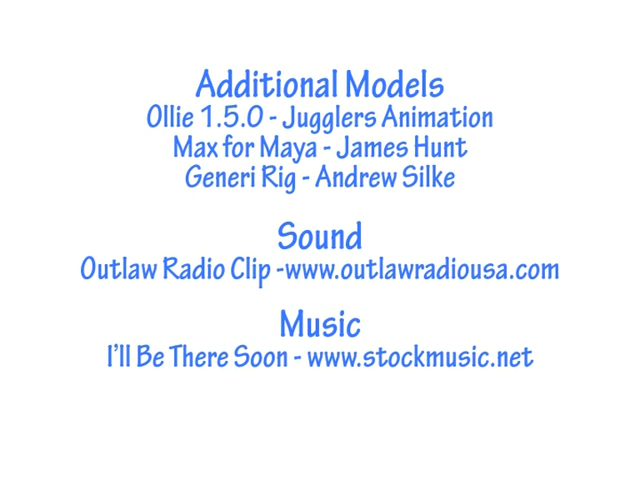 Additional Models
Ollie 1.5.0 - Jugglers Animation
Max for Maya - James Hunt
Generi Rig - Andrew Silke
Sound
Outlaw Radio Clip -www.outlawradiousa.com
Music
I'll Be There Soon - www.stockmusic.net